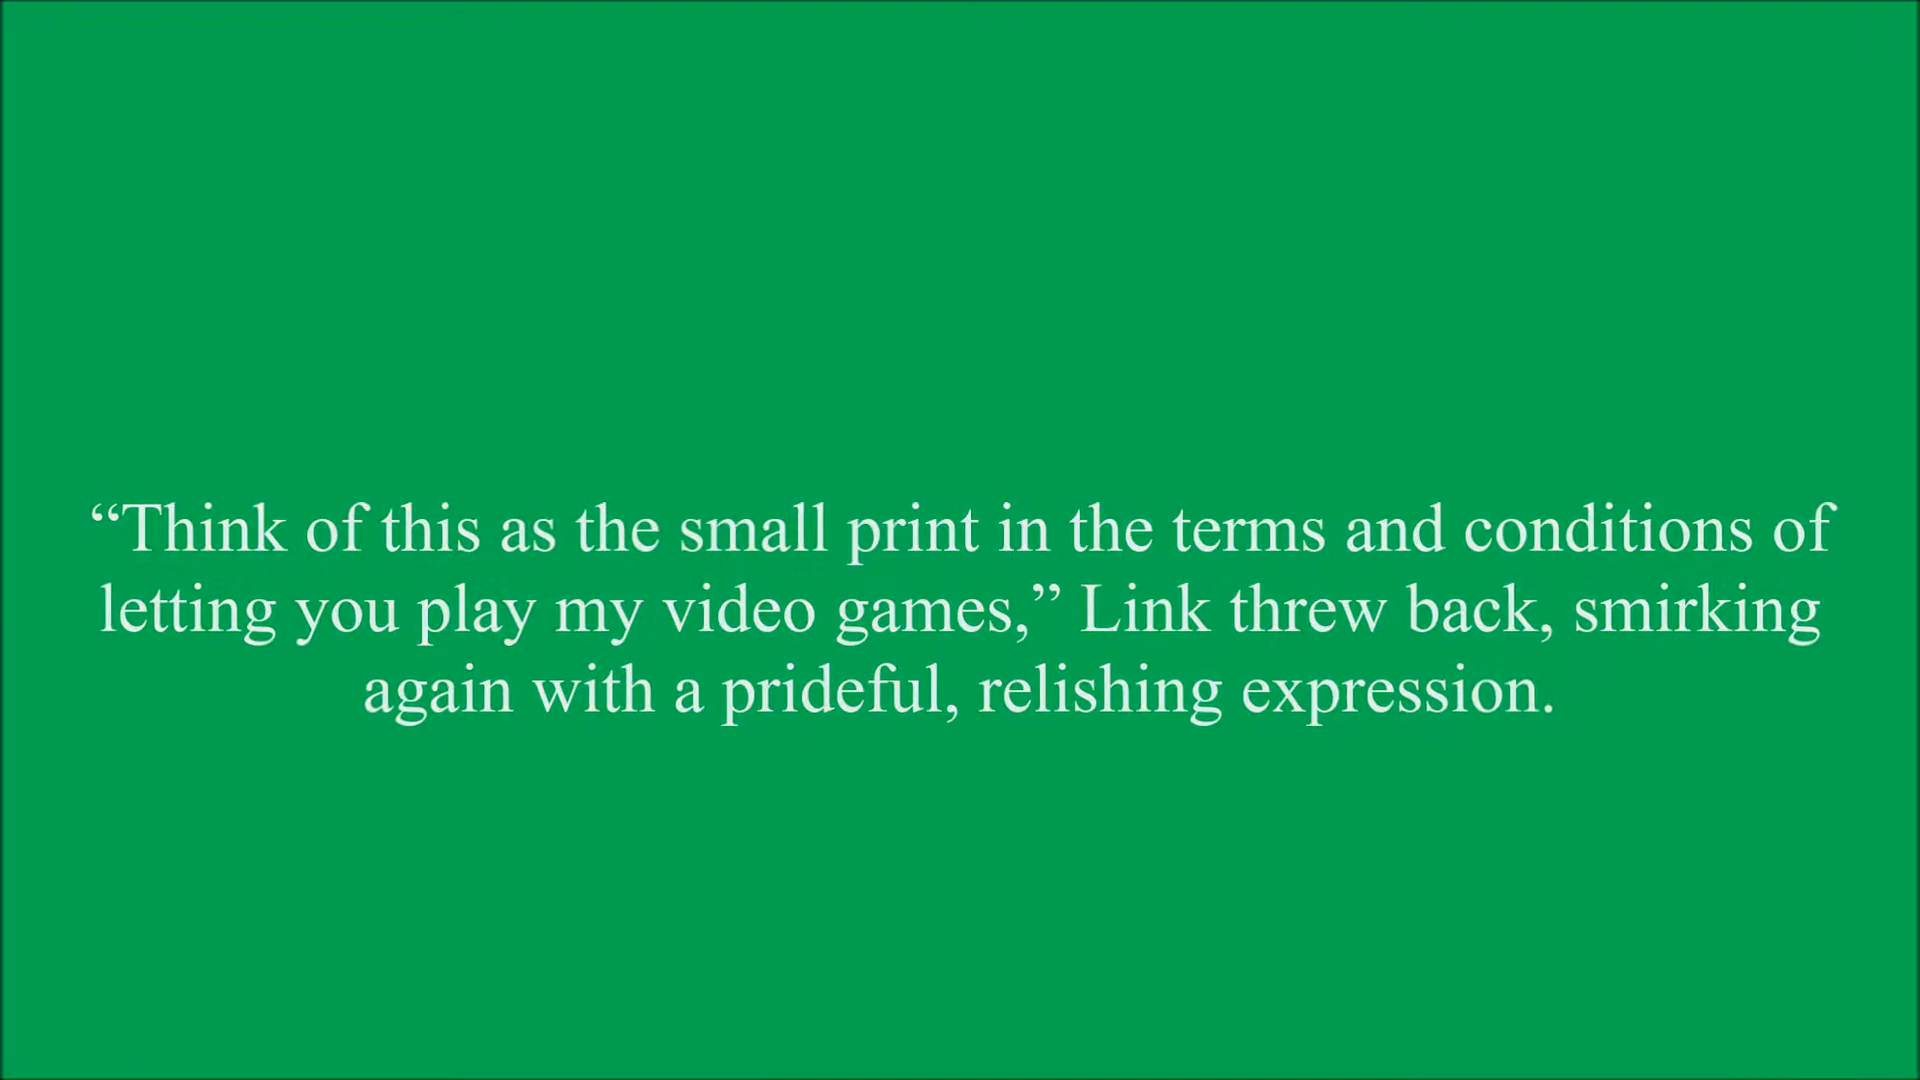 “Think of this as the small print in the terms and conditions of
letting you play my video games,” Link threw back, smirking
again with a prideful, relishing expression.